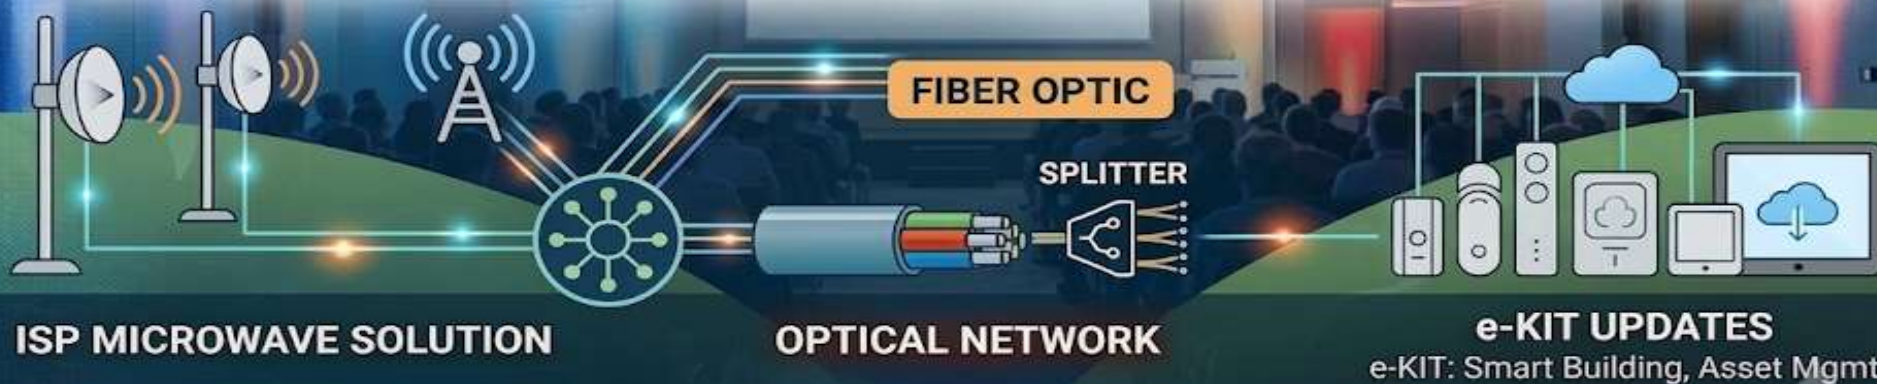 FIBER OPTIC
SPLITTER
ISP MICROWAVE SOLUTION
OPTICAL NETWORK
e-KIT UPDATES
e-KIT: Smart Building, Asset Mgmt